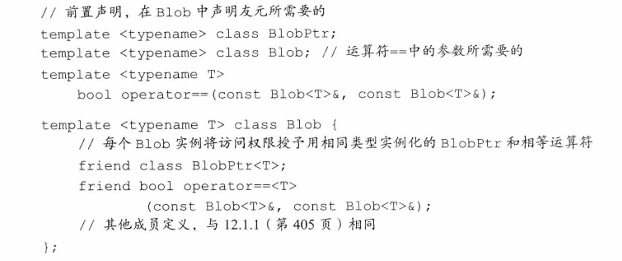 // 前置声明，在 Blob 中声明友元所需要的
template <typename> class BlobPtr;
template <typename> class Blob; // 运算符==中的参数所需要的
template <typename T>
bool operator==(const Blob<T>&, const Blob<T>&);
template <typename T> class Blob {
// 每个 Blob 实例将访问权限授予用相同类型实例化的 BlobPtr 和相等运算符
friend class BlobPtr<T>;
friend bool operator==<T>
(const Blob<T>&, const Blob<T>&);
// 其他成员定义，与 12.1.1（第 405 页）相同
};